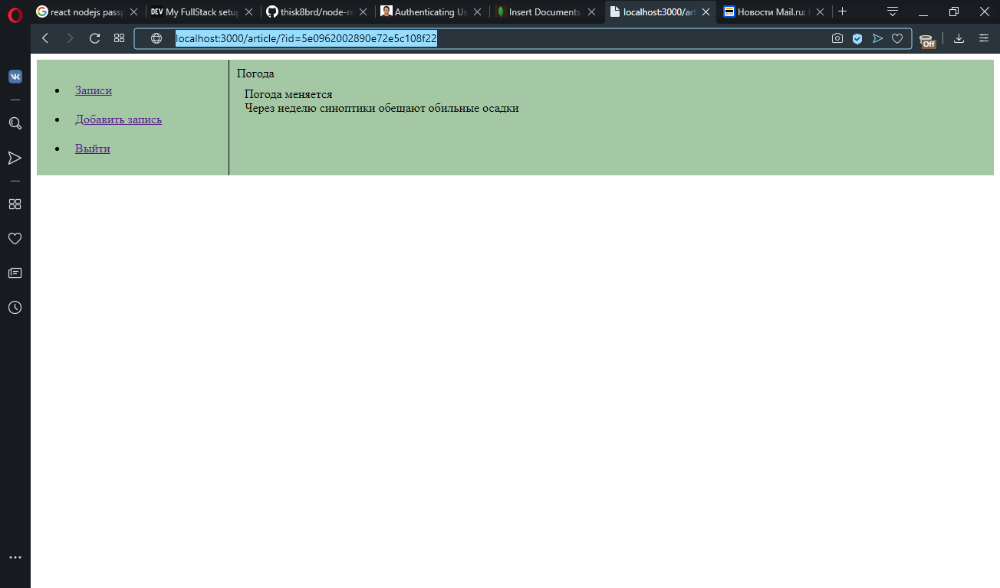 react nodejs passp
DEV My FullStack setup
thisk8brd/node-re
Authenticating Us
Insert Documents
localhost:3000/art
Новости Mail.ru:
localhost:3000/article/?id=5e0962002890e72e5c108f22
Off
Записи
Добавить запись
Выйти
Погода
Погода меняется
Через неделю синоптики обещают обильные осадки